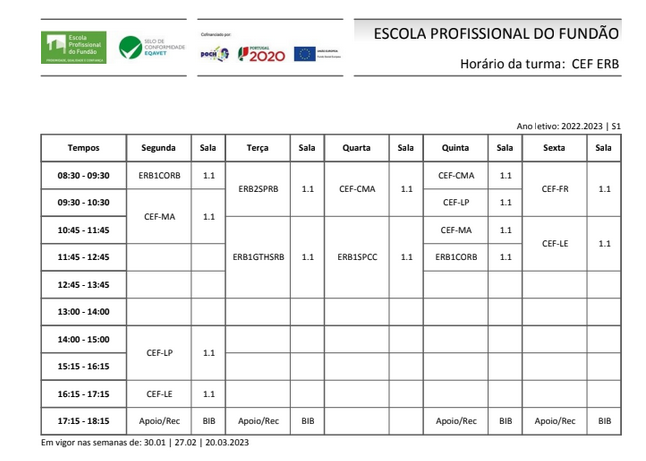 Escola
Profissional
do Fundão
SELO DE
CONFORMIDADE
EQAVET
Cofinanciado por:
POCH
PORTUGAL
2020
UNIÃO EUROPEIA
Fundo Social Europeu
ESCOLA PROFISSIONAL DO FUNDÃO
Horário da turma: CEF ERB
Ano letivo: 2022.2023 | S1
Tempos Segunda Sala Terça Sala Quarta Sala Quinta Sala Sexta Sala
08:30 - 09:30 ERB1CORB 1.1 ERB2SPRB 1.1 CEF-CMA 1.1 CEF-CMA 1.1 CEF-FR 1.1
09:30 - 10:30 CEF-MA 1.1 CEF-LP 1.1
10:45 - 11:45 ERB1GTHSRB 1.1 ERB1SPCC 1.1 CEF-MA 1.1 CEF-LE 1.1
11:45 - 12:45 ERB1CORB 1.1
12:45 - 13:45
13:00 - 14:00
14:00 - 15:00 CEF-LP 1.1
15:15 - 16:15
16:15 - 17:15 CEF-LE 1.1
17:15 - 18:15 Apoio/Rec BIB Apoio/Rec BIB Apoio/Rec BIB Apoio/Rec BIB
Em vigor nas semanas de: 30.01 | 27.02 | 20.03.2023